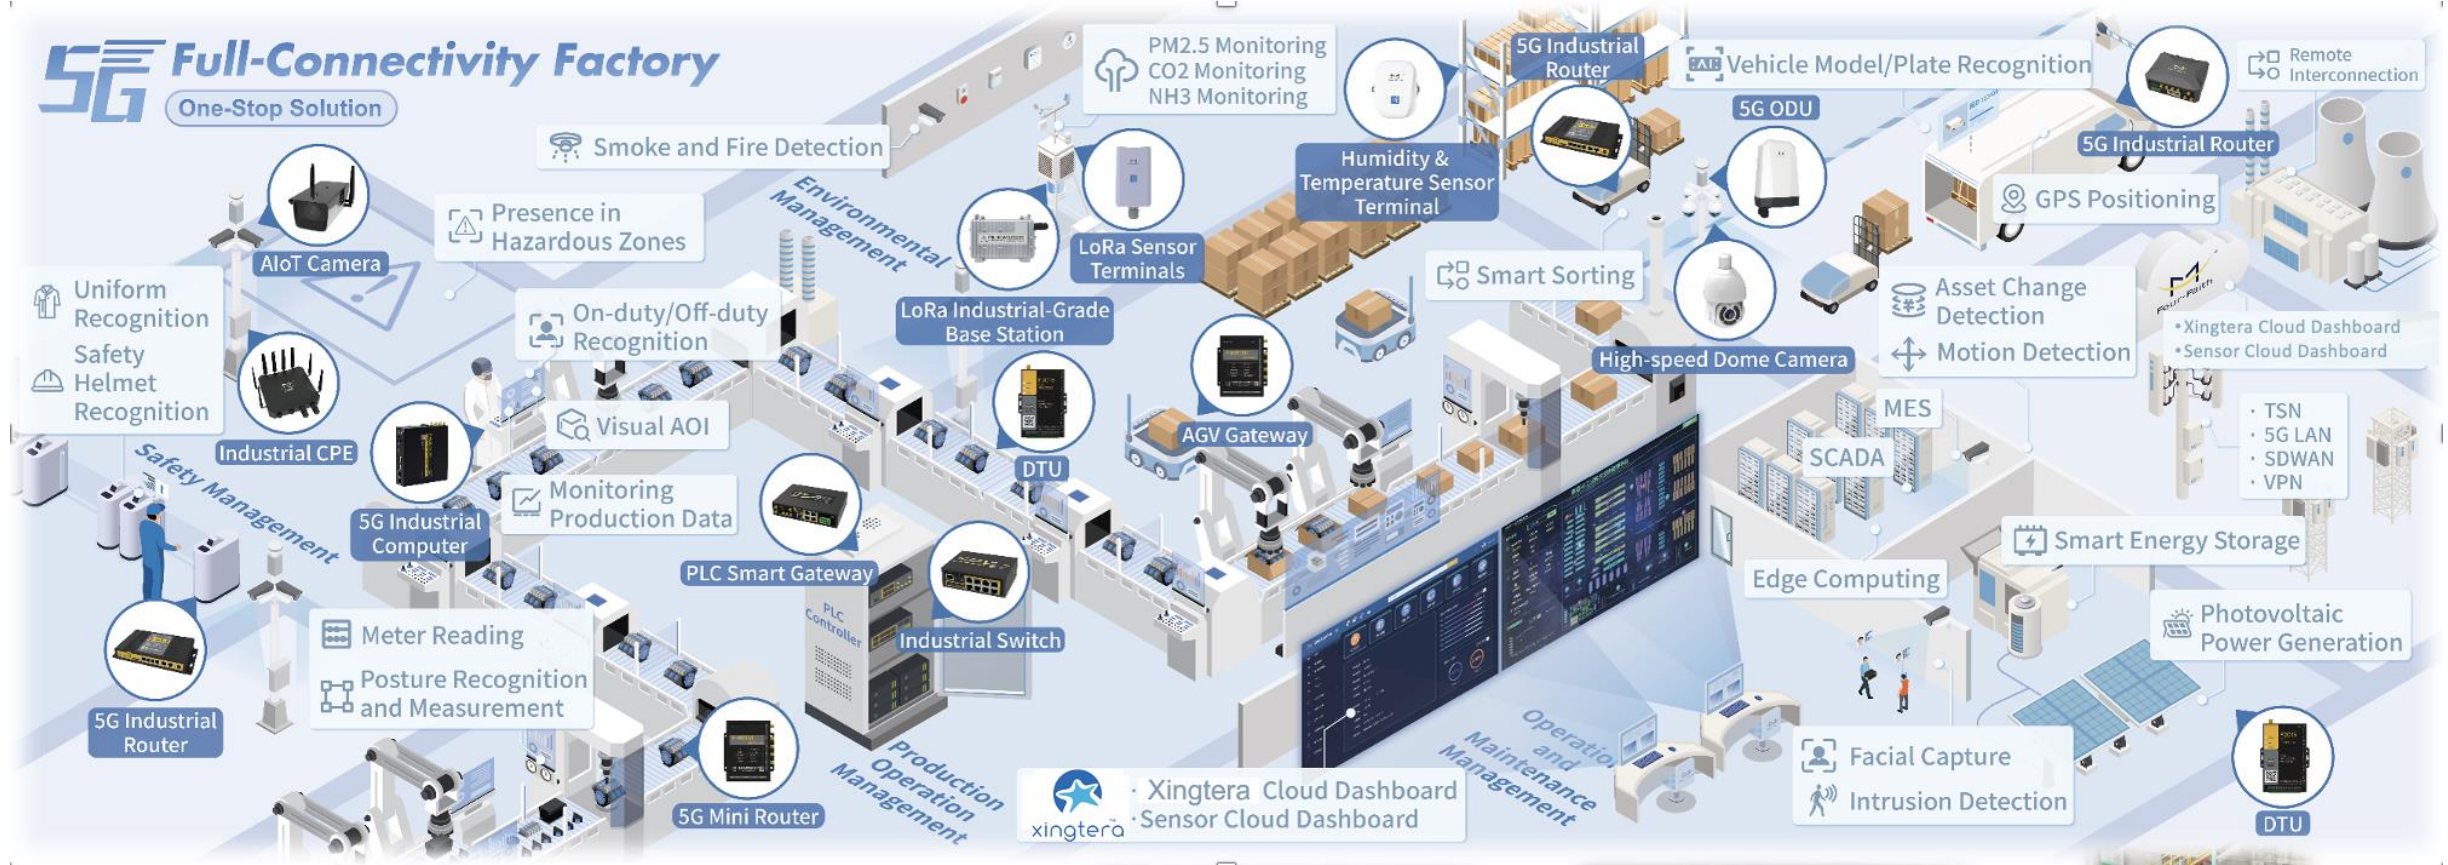 5G Full-Connectivity Factory
One-Stop Solution
Smoke and Fire Detection
PM2.5 Monitoring
CO2 Monitoring
NH3 Monitoring
Humidity &
Temperature Sensor
Terminal
5G Industrial
Router
Vehicle Model/Plate Recognition
5G ODU
5G Industrial Router
Remote
Interconnection
GPS Positioning
AIoT Camera
Presence in
Hazardous Zones
Environmental
Management
LoRa Sensor
Terminals
LoRa Industrial-Grade
Base Station
Smart Sorting
High-speed Dome Camera
Asset Change
Detection
Motion Detection
Four-Faith
•Xingtera Cloud Dashboard
•Sensor Cloud Dashboard
Uniform
Recognition
Safety
Helmet
Recognition
On-duty/Off-duty
Recognition
Industrial CPE
Visual AOI
DTU
AGV Gateway
MES
SCADA
· TSN
· 5G LAN
· SDWAN
· VPN
Safety Management
5G Industrial
Computer
Monitoring
Production Data
PLC Smart Gateway
PLC
Controller
Industrial Switch
Edge Computing
Smart Energy Storage
Photovoltaic
Power Generation
5G Industrial
Router
Meter Reading
Posture Recognition
and Measurement
5G Mini Router
Production
Operation
Management
xingtera
· Xingtera Cloud Dashboard
· Sensor Cloud Dashboard
Operation
and
Maintenance
Management
Facial Capture
Intrusion Detection
DTU